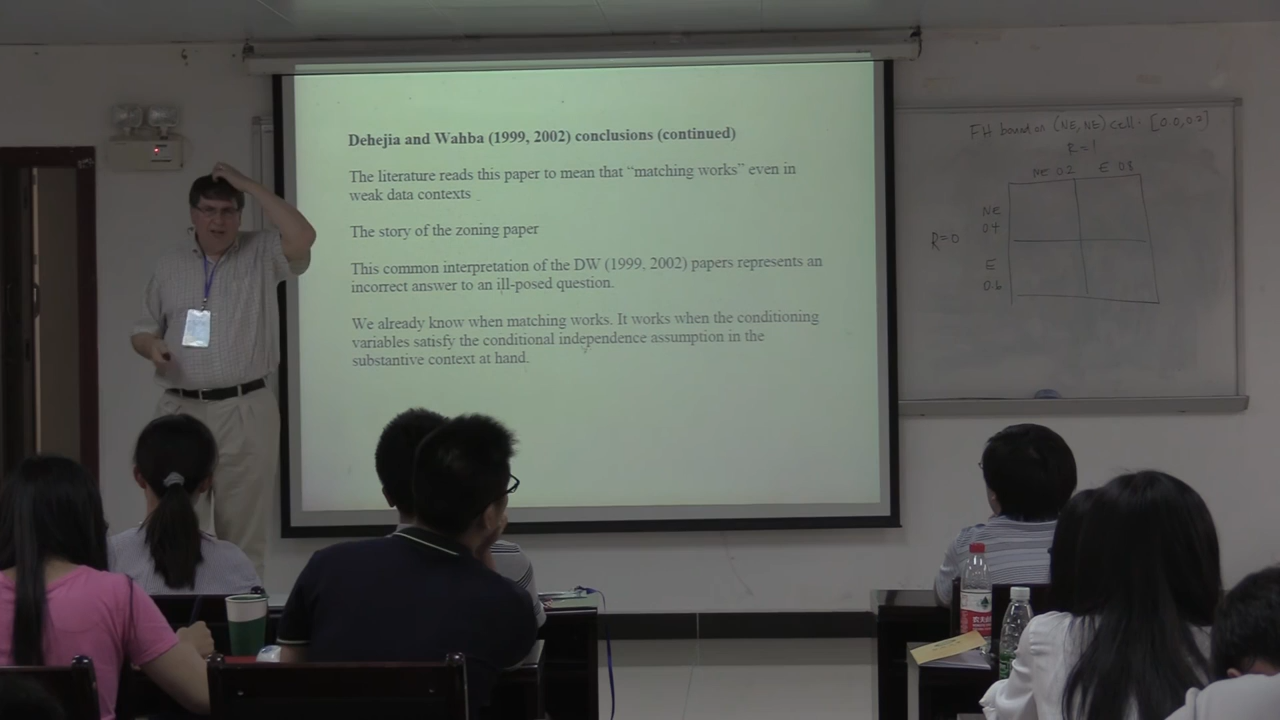 Dehejia and Wahba (1999, 2002) conclusions (continued)
The literature reads this paper to mean that “matching works” even in
weak data contexts
The story of the zoning paper
This common interpretation of the DW (1999, 2002) papers represents an
incorrect answer to an ill-posed question.
We already know when matching works. It works when the conditioning
variables satisfy the conditional independence assumption in the
substantive context at hand.
FH bound on (NE, NE) cell: [0.0, 0.2]
R=1
NE 0.2 E 0.8
NE
0.4
R=0
E
0.6
农夫山泉